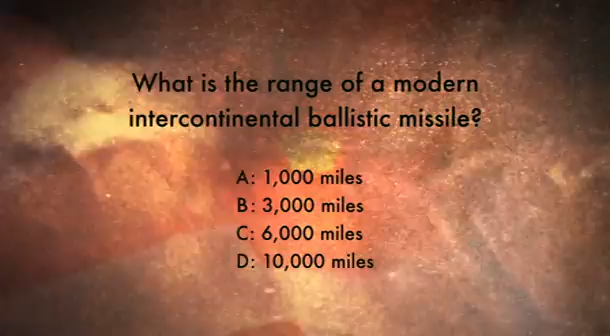 What is the range of a modern
intercontinental ballistic missile?
A: 1,000 miles
B: 3,000 miles
C: 6,000 miles
D: 10,000 miles